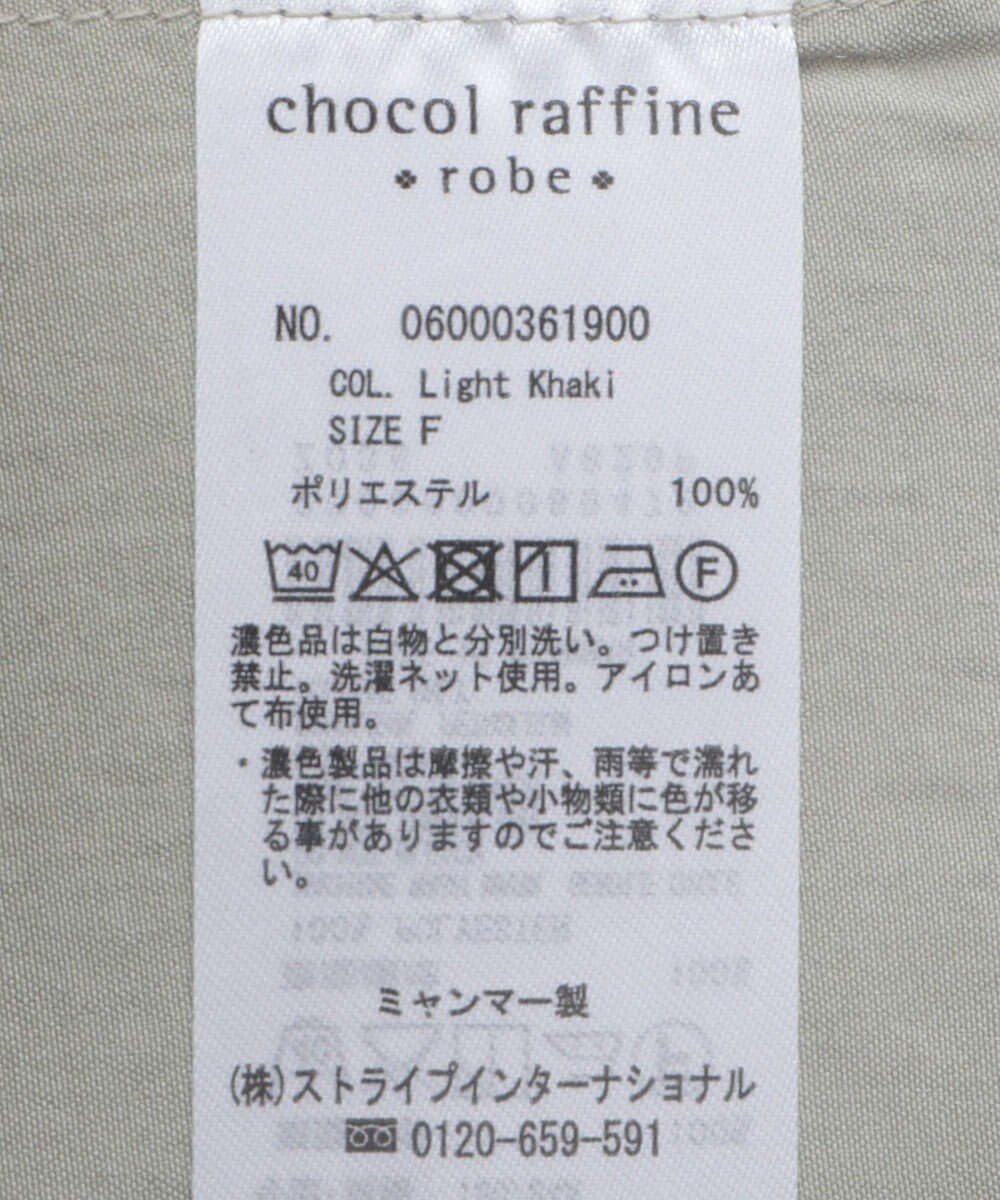 chocol raffine
robe
NO. 06000361900
COL. Light Khaki
SIZE F
ポリエステル 100%
40 F
濃色品は白物と分別洗い。つけ置き
禁止。洗濯ネット使用。アイロンあ
て布使用。
・濃色製品は摩擦や汗、雨等で濡れ
た際に他の衣類や小物類に色が移
る事がありますのでご注意くださ
い。
ミャンマー製
(株)ストライプインターナショナル
0120-659-591